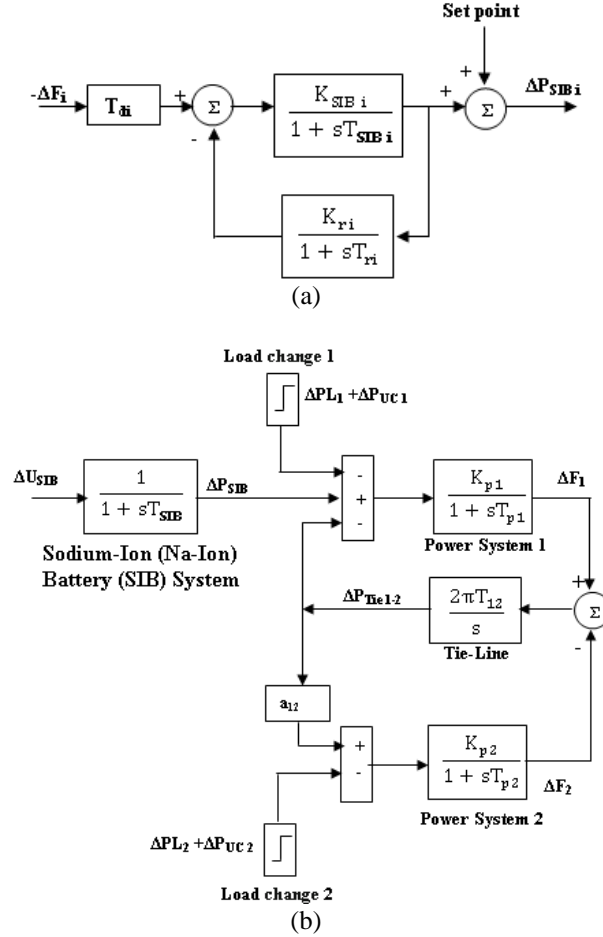 Set point
-ΔFi
Tdi
+
Σ
-
KSIB i
1 + sTSIB i
+
+
Σ
ΔPSIB i
Kri
1 + sTri
(a)
Load change 1
ΔPL1 +ΔPUC 1
ΔUSIB
1
1 + sTSIB
ΔPSIB
-
+
-
Kp1
1 + sTp1
ΔF1
Power System 1
Sodium-Ion (Na-Ion)
Battery (SIB) System
ΔPTie1-2
2πT12
s
Tie-Line
+
Σ
-
a12
+
-
Kp2
1 + sTp2
ΔF2
Power System 2
ΔPL2 +ΔPUC 2
Load change 2
(b)